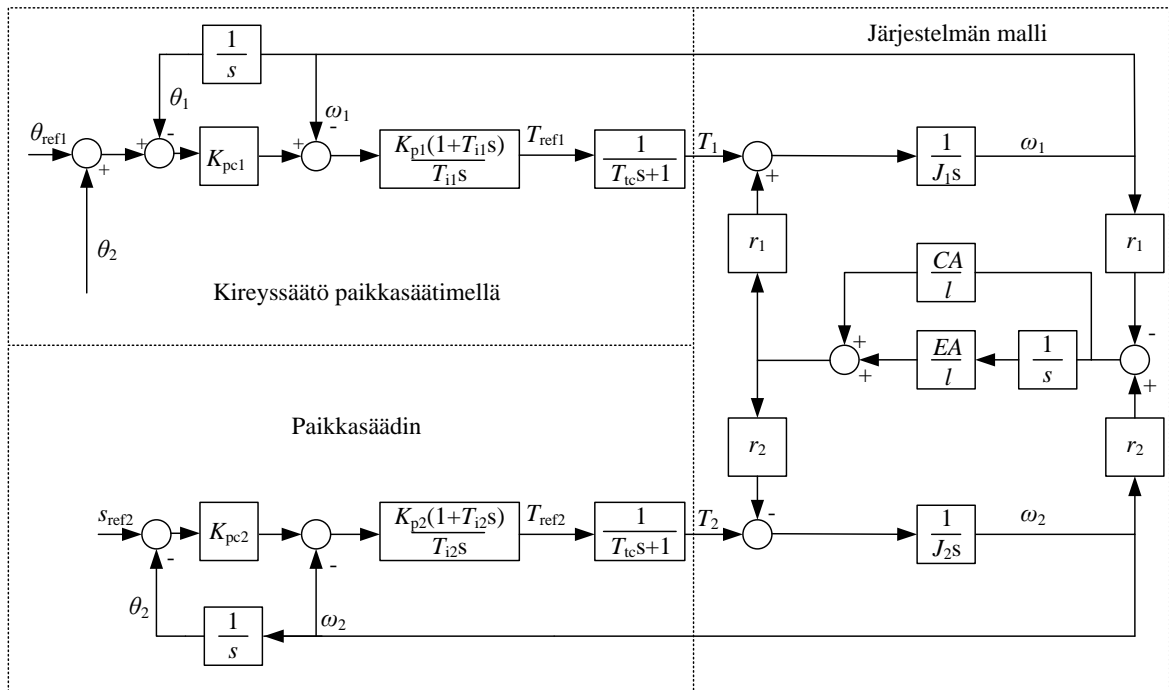 Järjestelmän malli
1
s
θ1
ω1
θref1
+
+
-
Kpc1
+
-
Kp1(1+Ti1s)
Ti1s
Tref1
1
Ttcs+1
T1
+
1
J1s
ω1
+
θ2
r1
r1
CA
l
Kireyssäätö paikkasäätimellä
+
+
EA
l
1
s
-
+
Paikkasäädin
r2
r2
sref2
-
Kpc2
-
Kp2(1+Ti2s)
Ti2s
Tref2
1
Ttcs+1
T2
-
1
J2s
ω2
θ2
1
s
ω2